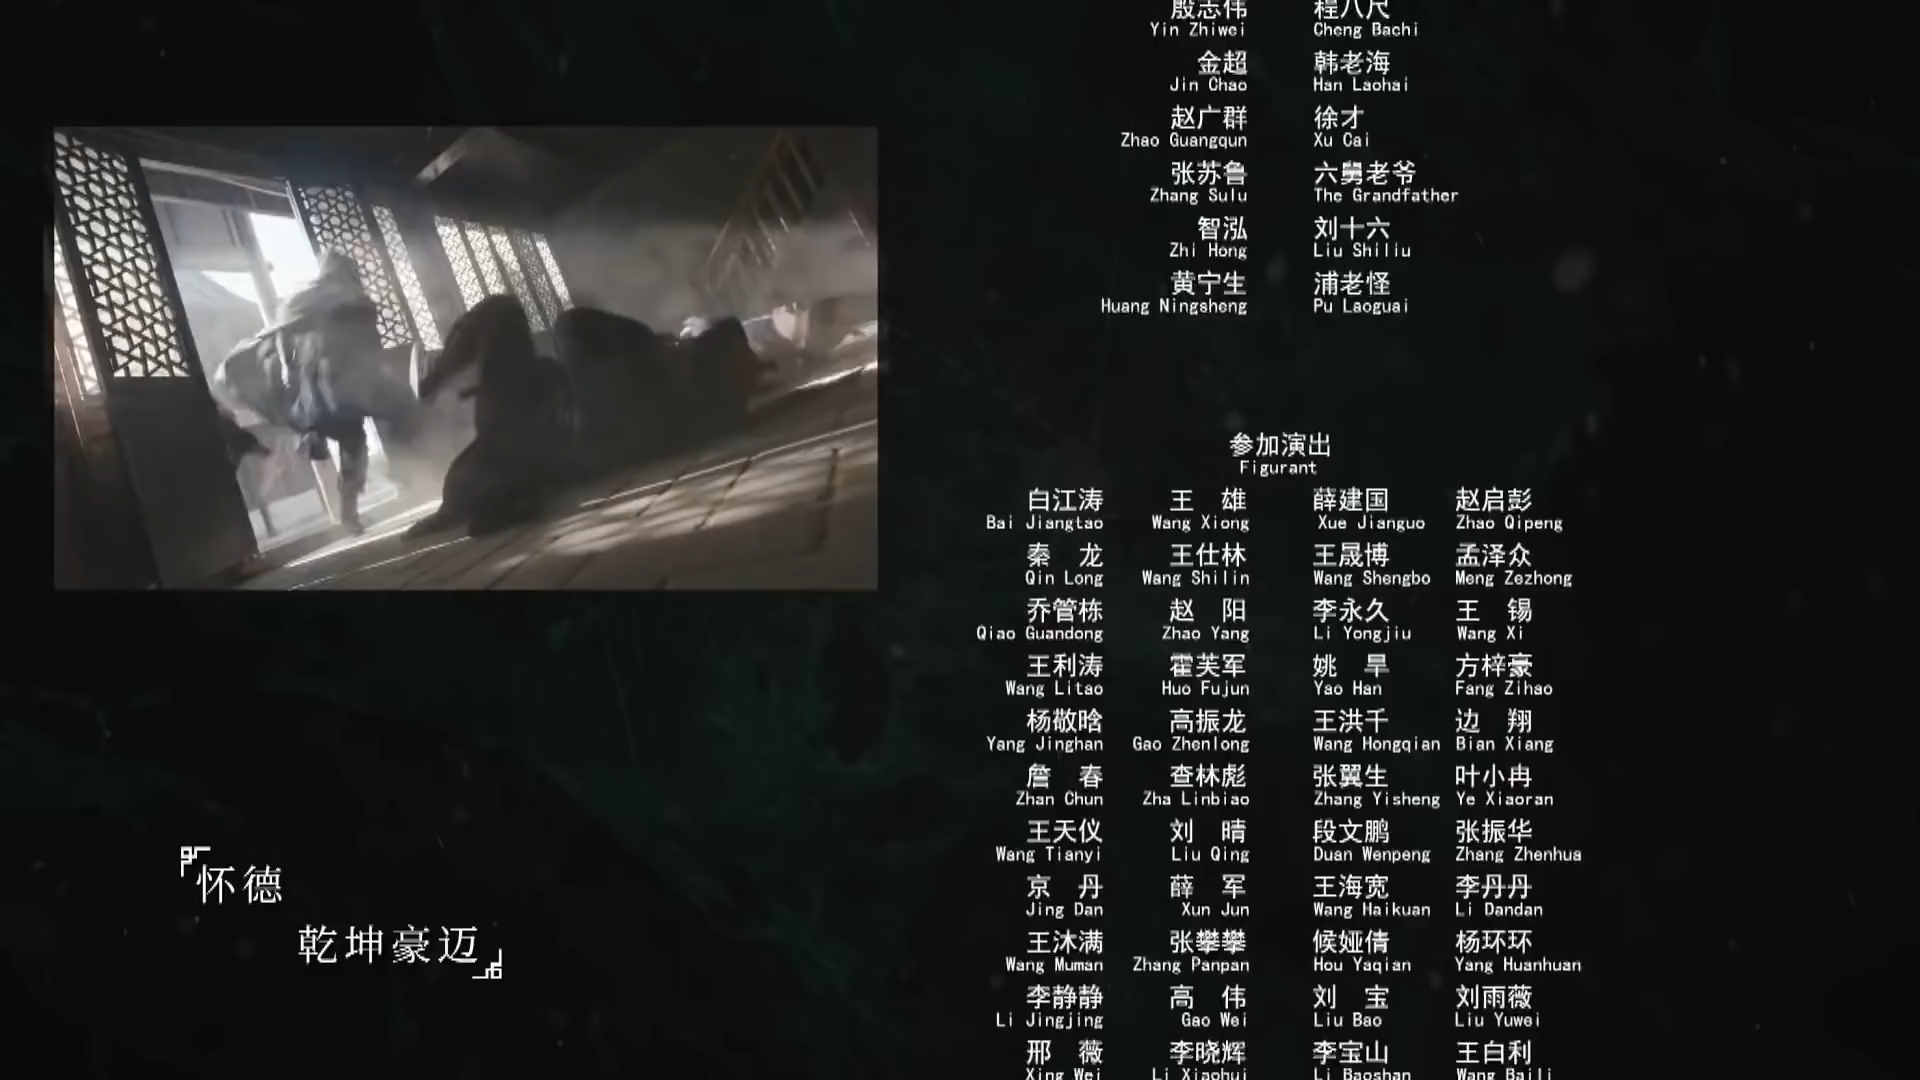 殷志伟 程八尺
Yin Zhiwei Cheng Bachi
金超 韩老海
Jin Chao Han Laohai
赵广群 徐才
Zhao Guangqun Xu Cai
张苏鲁 六舅老爷
Zhang Sulu The Grandfather
智泓 刘十六
Zhi Hong Liu Shiliu
黄宁生 浦老怪
Huang Ningsheng Pu Laoguai
参加演出
Figurant
白江涛 王 雄 薛建国 赵启彭
Bai Jiangtao Wang Xiong Xue Jianguo Zhao Qipeng
秦 龙 王仕林 王晟博 孟泽众
Qin Long Wang Shilin Wang Shengbo Meng Zezhong
乔管栋 赵 阳 李永久 王 锡
Qiao Guandong Zhao Yang Li Yongjiu Wang Xi
王利涛 霍芙军 姚 旱 方梓豪
Wang Litao Huo Fujun Yao Han Fang Zihao
杨敬晗 高振龙 王洪千 边 翔
Yang Jinghan Gao Zhenlong Wang Hongqian Bian Xiang
詹 春 查林彪 张翼生 叶小冉
Zhan Chun Zha Linbiao Zhang Yisheng Ye Xiaoran
王天仪 刘 晴 段文鹏 张振华
Wang Tianyi Liu Qing Duan Wenpeng Zhang Zhenhua
京 丹 薛 军 王海宽 李丹丹
Jing Dan Xun Jun Wang Haikuan Li Dandan
王沐满 张攀攀 候娅倩 杨环环
Wang Muman Zhang Panpan Hou Yaqian Yang Huanhuan
李静静 高 伟 刘 宝 刘雨薇
Li Jingjing Gao Wei Liu Bao Liu Yuwei
邢 薇 李晓辉 李宝山 王白利
Xing Wei Li Xiaohui Li Baoshan Wang Baili
怀德
乾坤豪迈